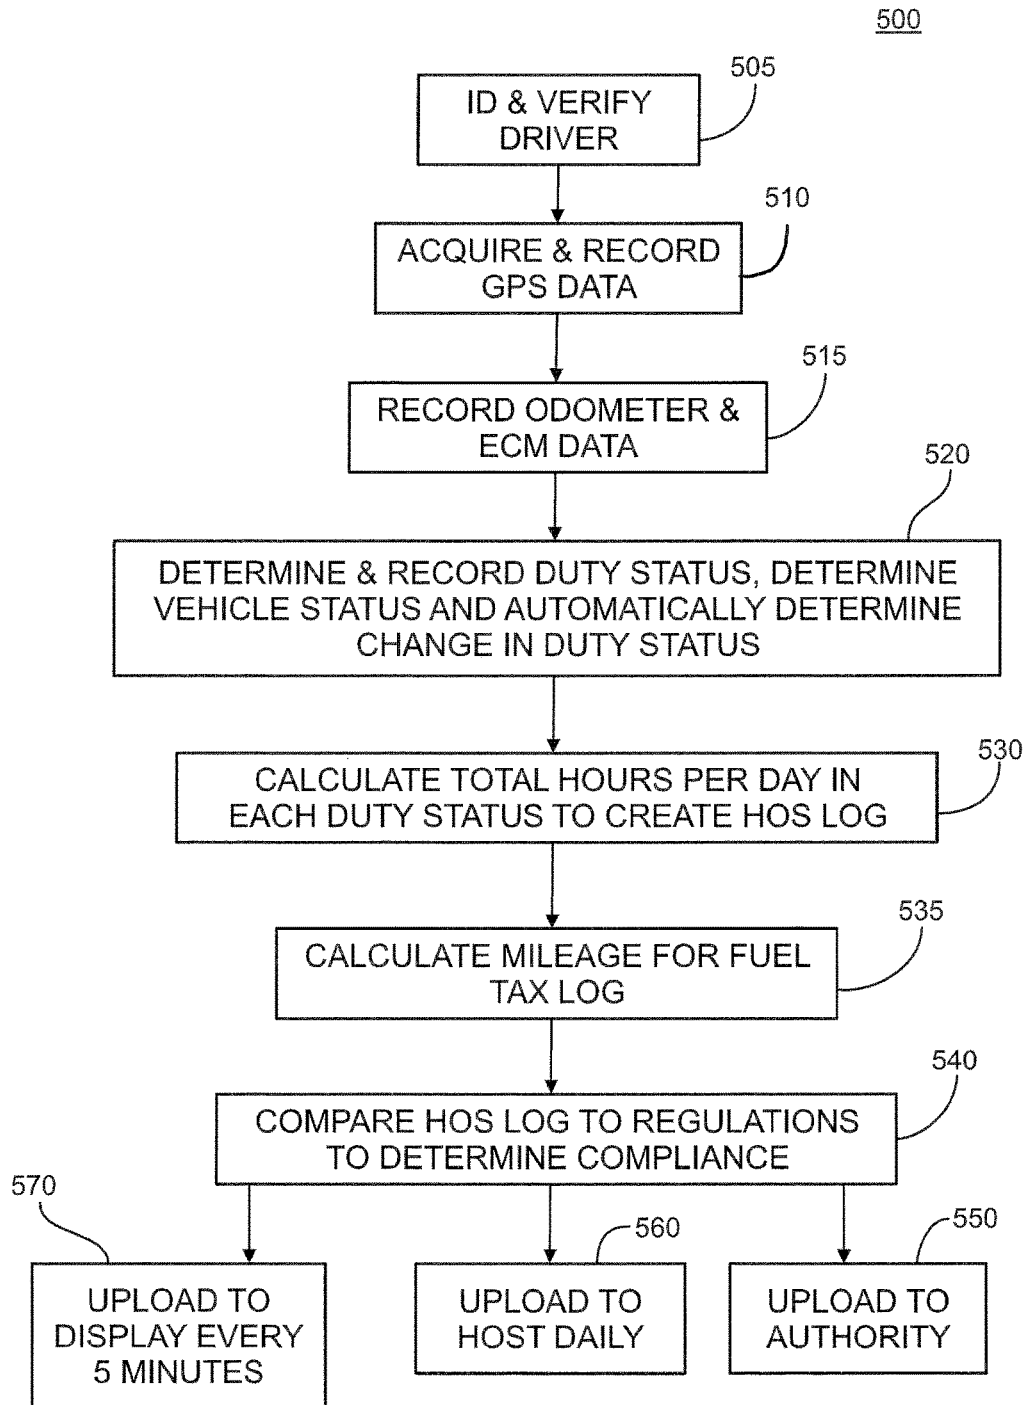 500
505
ID & VERIFY
DRIVER
510
ACQUIRE & RECORD
GPS DATA
515
RECORD ODOMETER &
ECM DATA
520
DETERMINE & RECORD DUTY STATUS, DETERMINE
VEHICLE STATUS AND AUTOMATICALLY DETERMINE
CHANGE IN DUTY STATUS
530
CALCULATE TOTAL HOURS PER DAY IN
EACH DUTY STATUS TO CREATE HOS LOG
535
CALCULATE MILEAGE FOR FUEL
TAX LOG
540
COMPARE HOS LOG TO REGULATIONS
TO DETERMINE COMPLIANCE
570
UPLOAD TO
DISPLAY EVERY
5 MINUTES
560
UPLOAD TO
HOST DAILY
550
UPLOAD TO
AUTHORITY